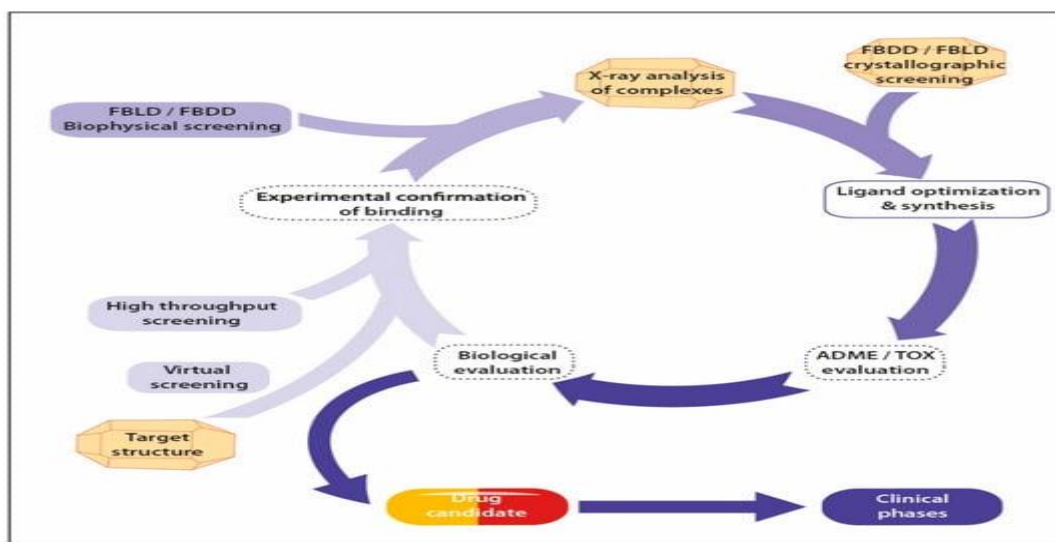 FBDD / FBLD
crystallographic
screening
X-ray analysis
of complexes
FBLD / FBDD
Biophysical screening
Experimental confirmation
of binding
Ligand optimization
& synthesis
High throughput
screening
Biological
evaluation
ADME / TOX
evaluation
Virtual
screening
Target
structure
Drug
candidate
Clinical
phases